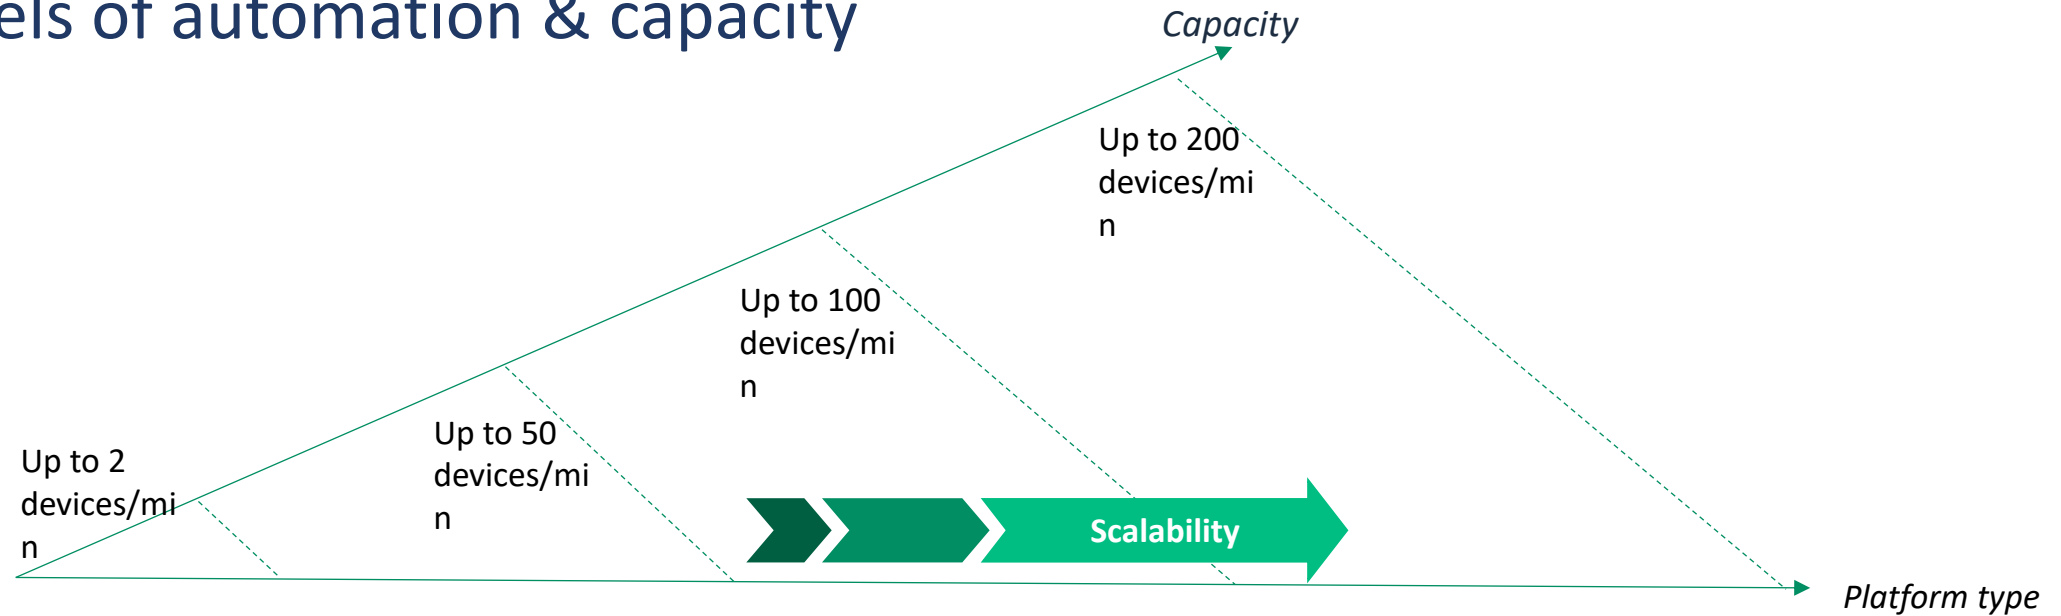 els of automation & capacity
Capacity
Up to 200
devices/mi
n
Up to 100
devices/mi
n
Up to 50
devices/mi
n
Up to 2
devices/mi
n
Scalability
Platform type